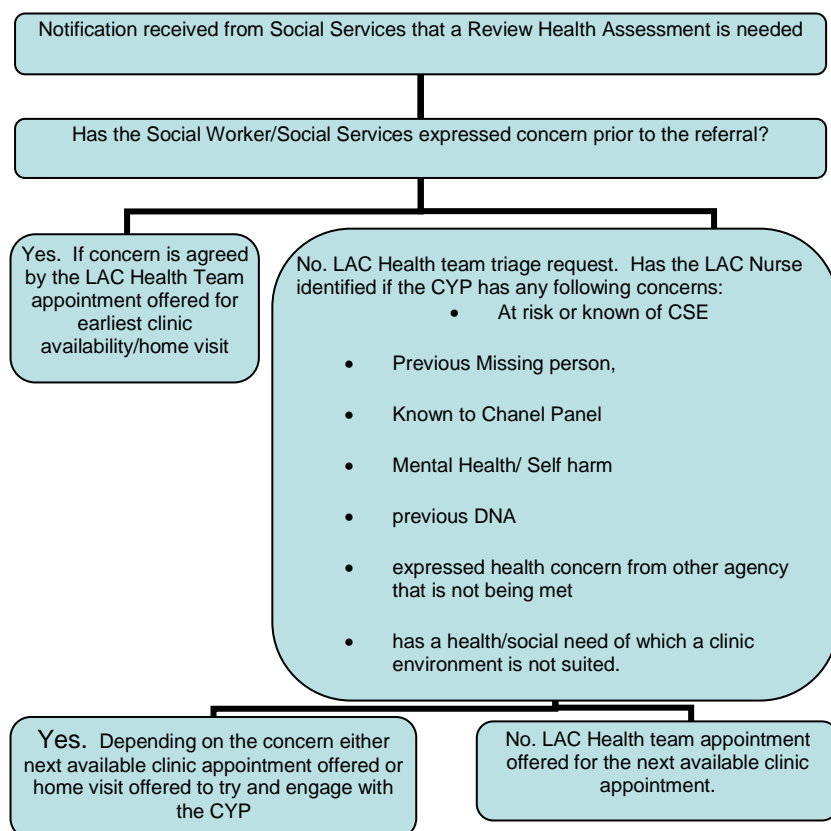 Notification received from Social Services that a Review Health Assessment is needed
Has the Social Worker/Social Services expressed concern prior to the referral?
Yes. If concern is agreed
by the LAC Health Team
appointment offered for
earliest clinic
availability/home visit
No. LAC Health team triage request. Has the LAC Nurse
identified if the CYP has any following concerns:
• At risk or known of CSE
• Previous Missing person,
• Known to Chanel Panel
• Mental Health/ Self harm
• previous DNA
• expressed health concern from other agency
that is not being met
• has a health/social need of which a clinic
environment is not suited.
Yes. Depending on the concern either
next available clinic appointment offered or
home visit offered to try and engage with
the CYP
No. LAC Health team appointment
offered for the next available clinic
appointment.